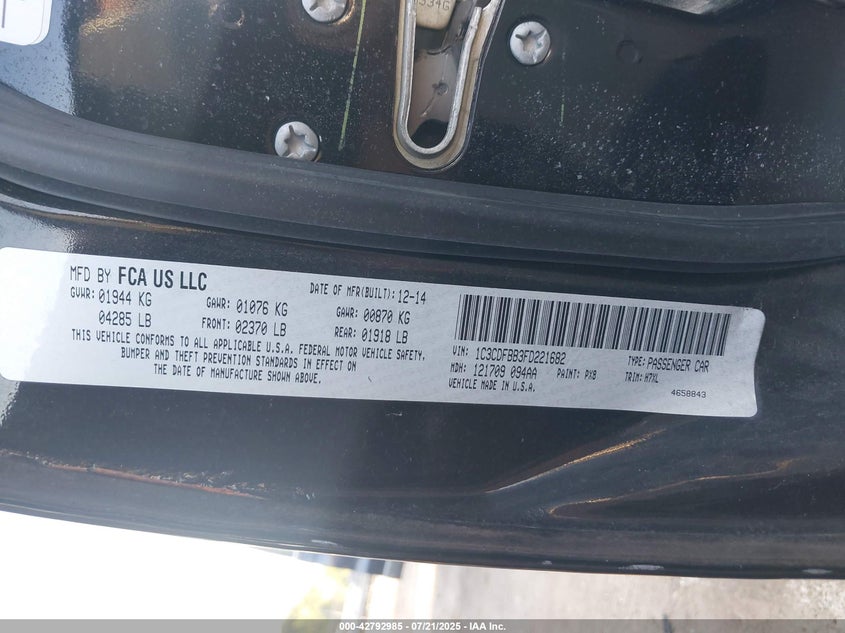 534G
MFD BY FCA US LLC
DATE OF MFR(BUILT): 12-14
GVWR: 01944 KG
GAWR: 01076 KG
GAWR: 00870 KG
04285 LB
FRONT: 02370 LB
REAR: 01918 LB
THIS VEHICLE CONFORMS TO ALL APPLICABLE U.S.A. FEDERAL MOTOR VEHICLE SAFETY,
BUMPER AND THEFT PREVENTION STANDARDS IN EFFECT ON
THE DATE OF MANUFACTURE SHOWN ABOVE.
VIN: 1C3CDFBB3FD221682
TYPE: PASSENGER CAR
MDH: 121709 094AA
PAINT: PX8
TRIM: H7XL
VEHICLE MADE IN U.S.A.
4658843
000-42792985 - 07/21/2025 - © IAA Inc.